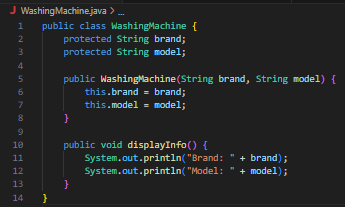 J WashingMachine.java > ...
1 public class WashingMachine {
2     protected String brand;
3     protected String model;
4
5     public WashingMachine(String brand, String model) {
6         this.brand = brand;
7         this.model = model;
8     }
9
10     public void displayInfo() {
11         System.out.println("Brand: " + brand);
12         System.out.println("Model: " + model);
13     }
14 }